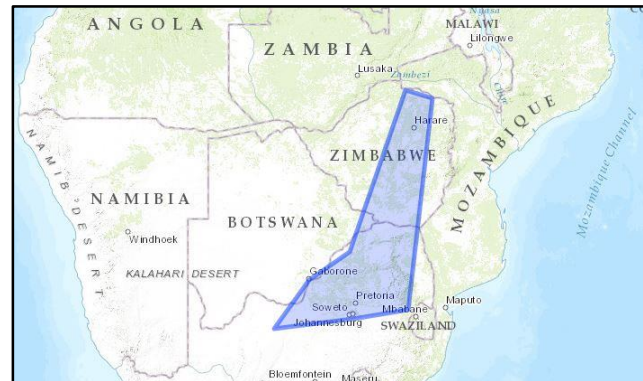 MALAWI
ANGOLA
Lilongwe
ZAMBIA
Lusaka
Zambezi
Harare
ZIMBABWE
MOZAMBIQUE
Mozambique Channel
NAMIB DESERT
NAMIBIA
BOTSWANA
Windhoek
KALAHARI DESERT
Gaborone
Pretoria
Soweto
Mbabane
Maputo
Johannesburg
SWAZILAND
Bloemfontein
Maseru